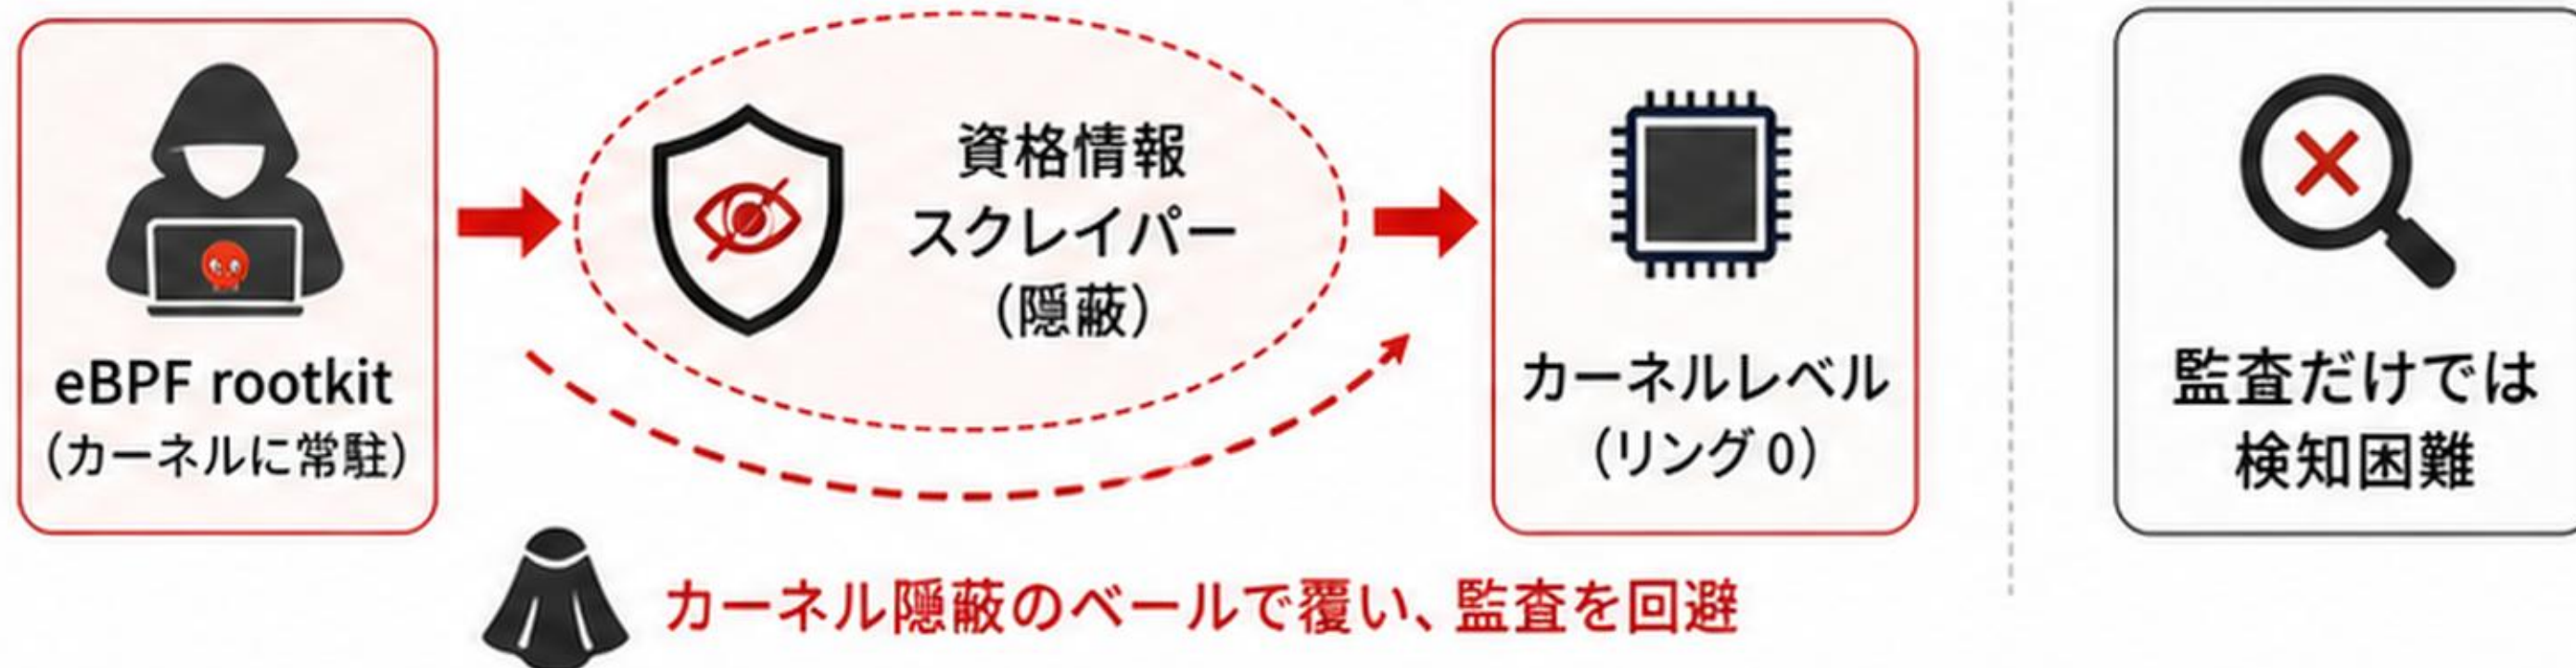 eBPF rootkit
（カーネルに常駐）
資格情報
スクレイパー
（隠蔽）
カーネルレベル
（リング 0）
監査だけでは
検知困難
カーネル隠蔽のベールで覆い、監査を回避